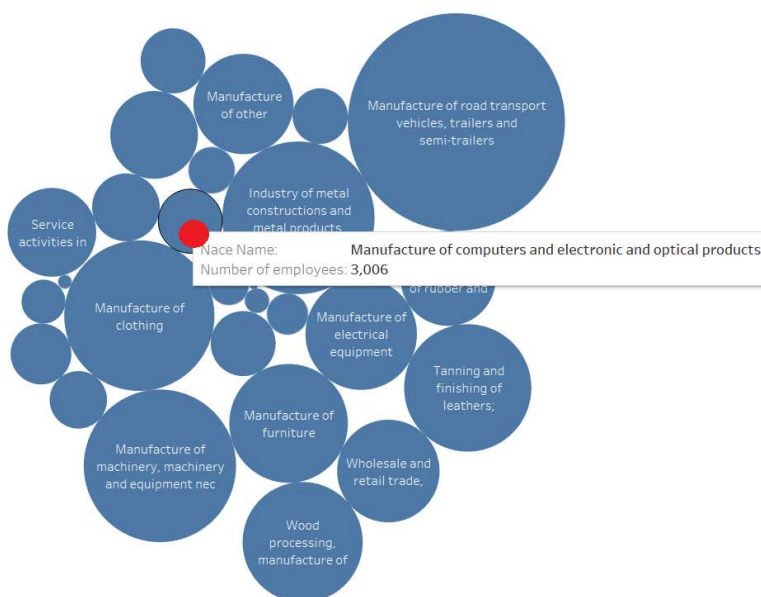 Manufacture
of other
Manufacture of road transport
vehicles, trailers and
semi-trailers
Industry of metal
constructions and
metal products
Service
activities in
Nace Name: Manufacture of computers and electronic and optical products
Number of employees: 3,006
of rubber and
Manufacture of
clothing
Manufacture of
electrical
equipment
Tanning and
finishing of
leathers;
Manufacture of
furniture
Manufacture of
machinery, machinery
and equipment nec
Wholesale and
retail trade,
Wood
processing,
manufacture of